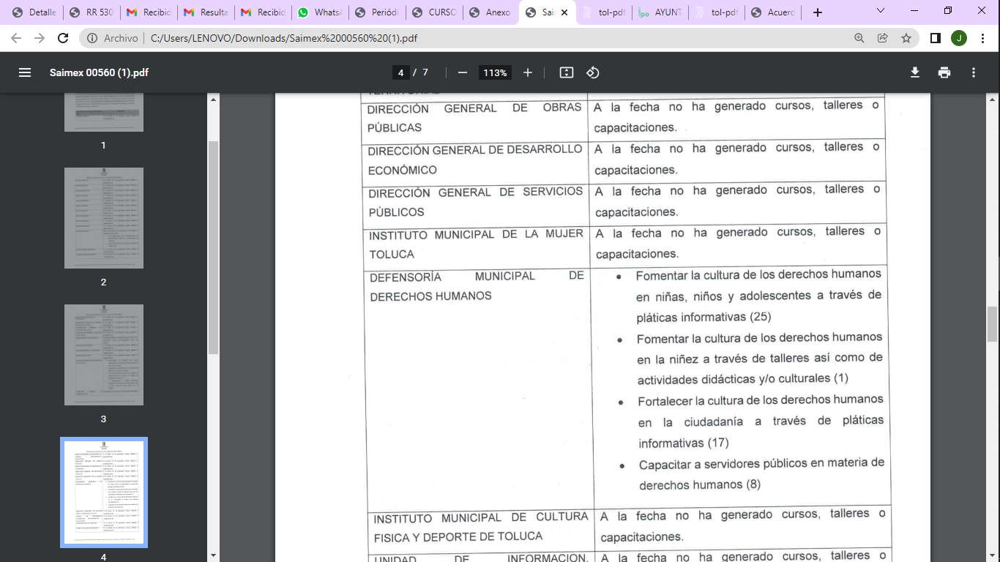 Detalle
RR 530
Recibid
Resulta
Recibid
WhatsA
Periódi
CURSO
Anexo
Sai
tol-pdf
AYUNT
tol-pdf
Acuerd
Archivo
C:/Users/LENOVO/Downloads/Saimex%2000560%20(1).pdf
J
Saimex 00560 (1).pdf
4 / 7
113%
1
2
3
4
TERRITORIAL
DIRECCIÓN GENERAL DE OBRAS
PÚBLICAS
A la fecha no ha generado cursos, talleres o
capacitaciones.
DIRECCIÓN GENERAL DE DESARROLLO
ECONÓMICO
A la fecha no ha generado cursos, talleres o
capacitaciones.
DIRECCIÓN GENERAL DE SERVICIOS
PÚBLICOS
A la fecha no ha generado cursos, talleres o
capacitaciones.
INSTITUTO MUNICIPAL DE LA MUJER
TOLUCA
A la fecha no ha generado cursos, talleres o
capacitaciones.
DEFENSORÍA MUNICIPAL DE
DERECHOS HUMANOS
• Fomentar la cultura de los derechos humanos
en niñas, niños y adolescentes a través de
pláticas informativas (25)
• Fomentar la cultura de los derechos humanos
en la niñez a través de talleres así como de
actividades didácticas y/o culturales (1)
• Fortalecer la cultura de los derechos humanos
en la ciudadanía a través de pláticas
informativas (17)
• Capacitar a servidores públicos en materia de
derechos humanos (8)
INSTITUTO MUNICIPAL DE CULTURA
FISICA Y DEPORTE DE TOLUCA
A la fecha no ha generado cursos, talleres o
capacitaciones.
UNIDAD DE INFORMACION,
A la fecha no ha generado cursos, talleres o